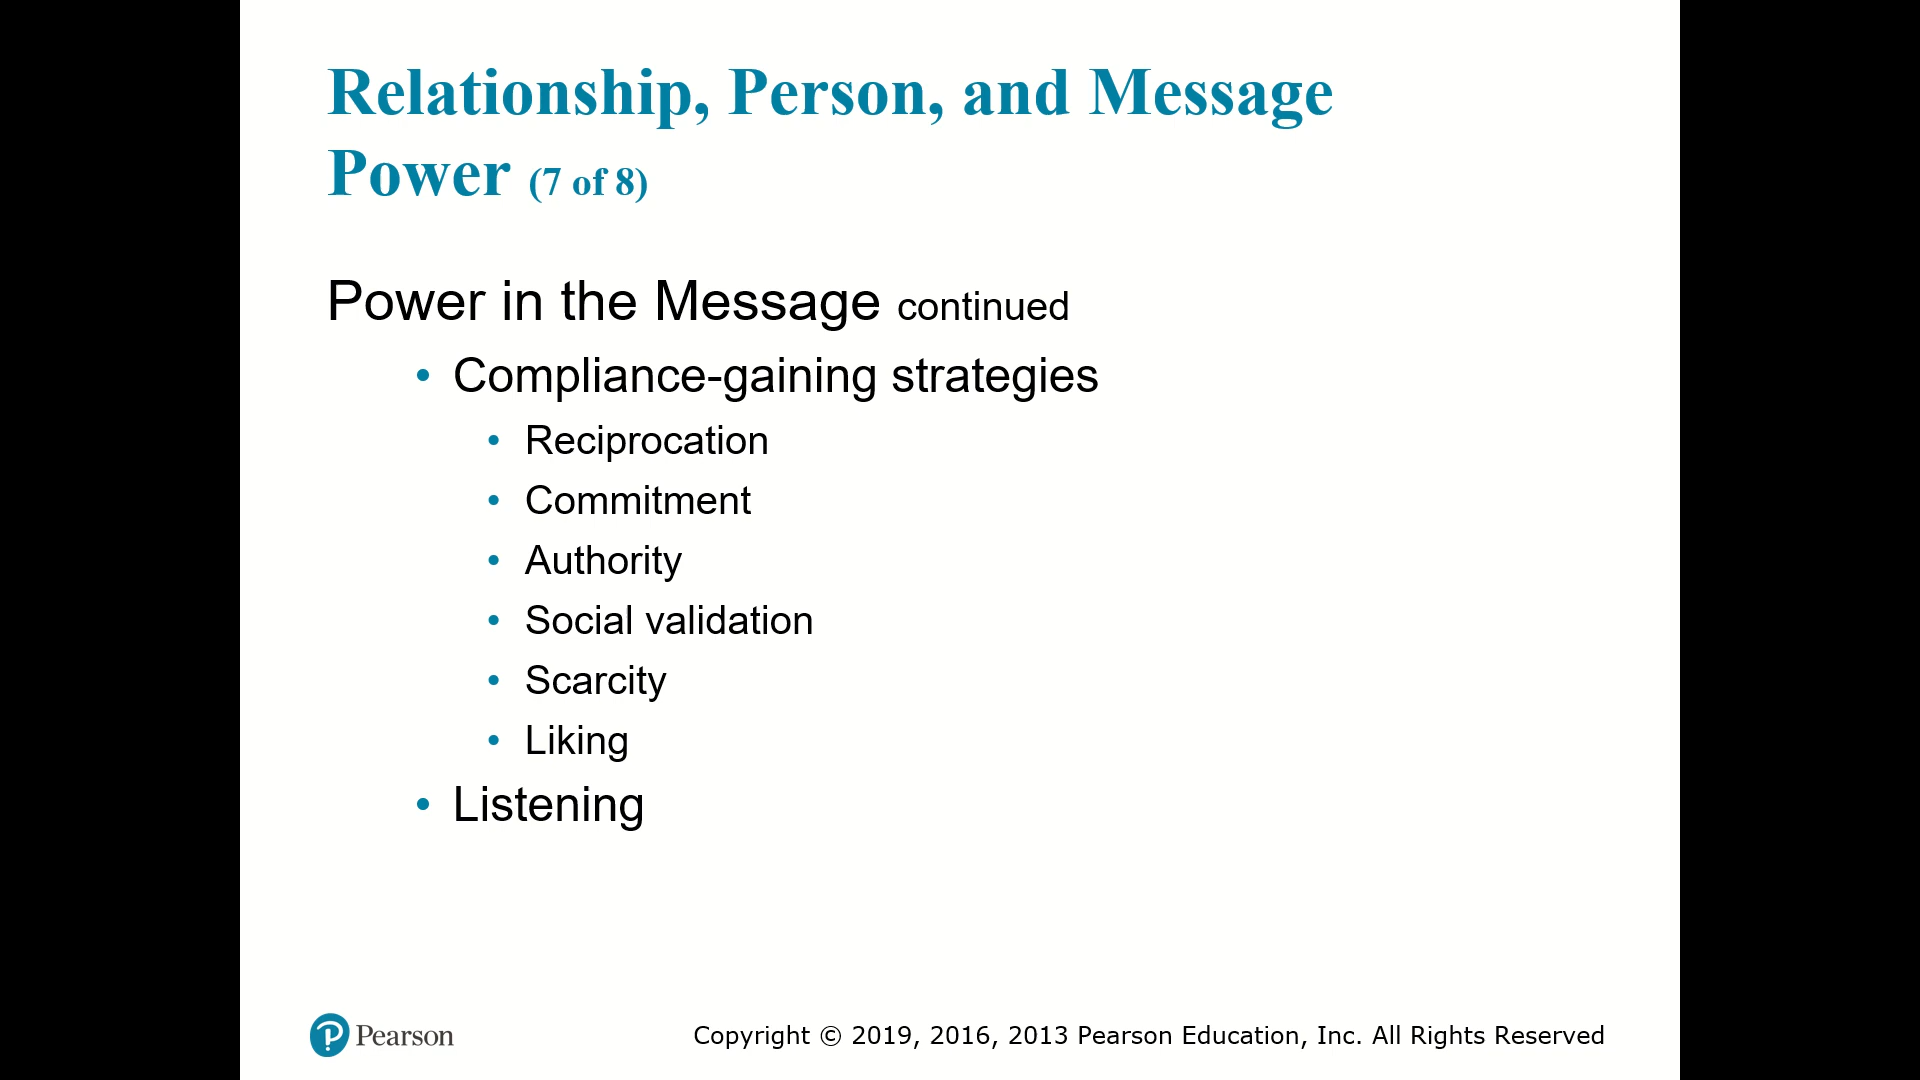 Relationship, Person, and Message
Power (7 of 8)
Power in the Message continued
• Compliance-gaining strategies
• Reciprocation
• Commitment
• Authority
• Social validation
• Scarcity
• Liking
• Listening
Pearson
Copyright © 2019, 2016, 2013 Pearson Education, Inc. All Rights Reserved